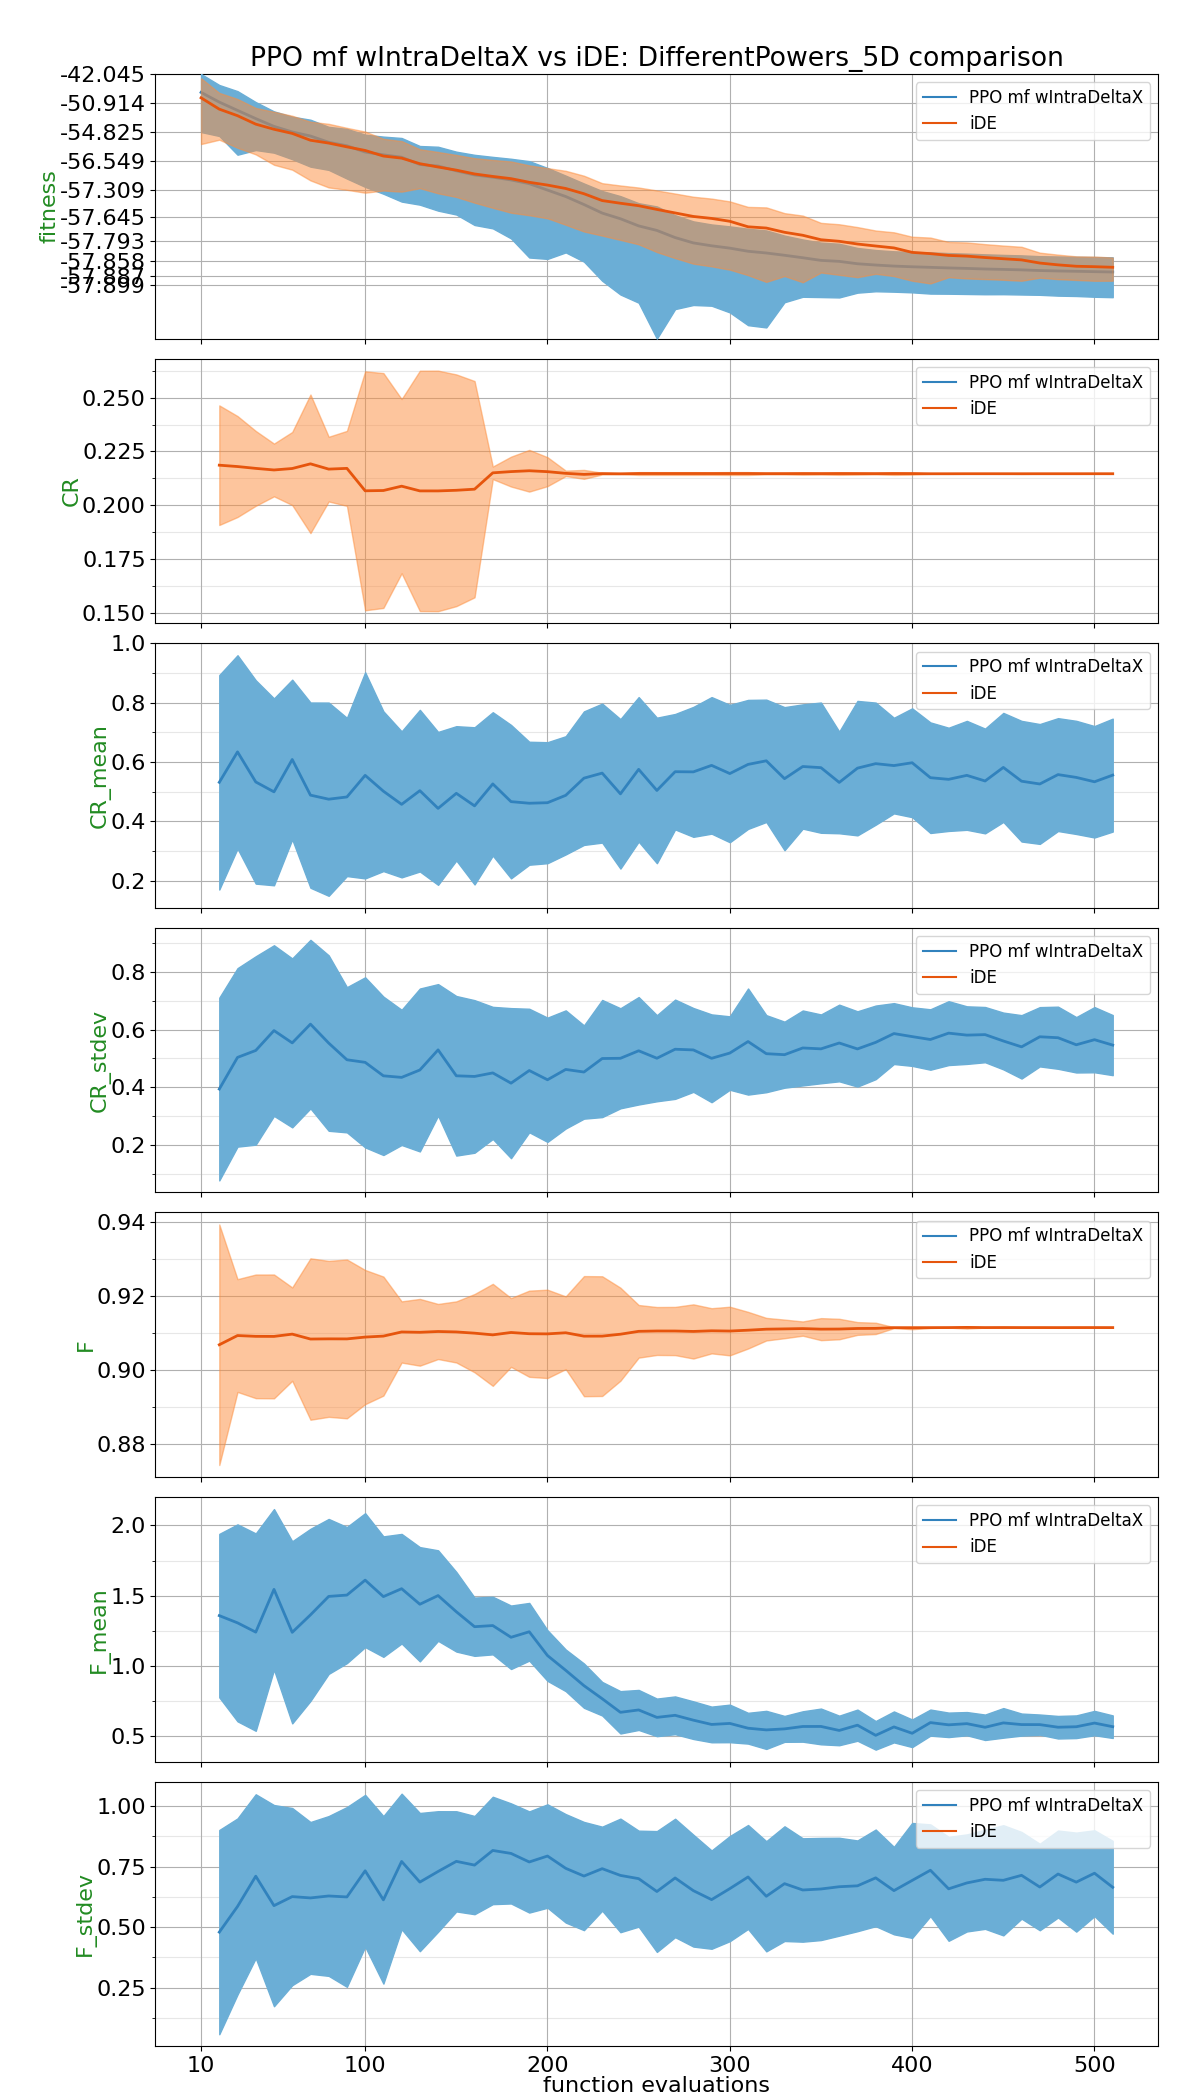 PPO mf wIntraDeltaX vs iDE: DifferentPowers_5D comparison
-42.045
-50.914
-54.825
-56.549
-57.309
-57.645
-57.793
-57.858
-57.887
-57.899
fitness
PPO mf wIntraDeltaX
iDE
0.250
0.225
0.200
0.175
0.150
CR
PPO mf wIntraDeltaX
iDE
1.0
0.8
0.6
0.4
0.2
CR_mean
PPO mf wIntraDeltaX
iDE
0.8
0.6
0.4
0.2
CR_stdev
PPO mf wIntraDeltaX
iDE
0.94
0.92
0.90
0.88
F
PPO mf wIntraDeltaX
iDE
2.0
1.5
1.0
0.5
F_mean
PPO mf wIntraDeltaX
iDE
1.00
0.75
0.50
0.25
F_stdev
PPO mf wIntraDeltaX
iDE
10 100 200 300 400 500
function evaluations